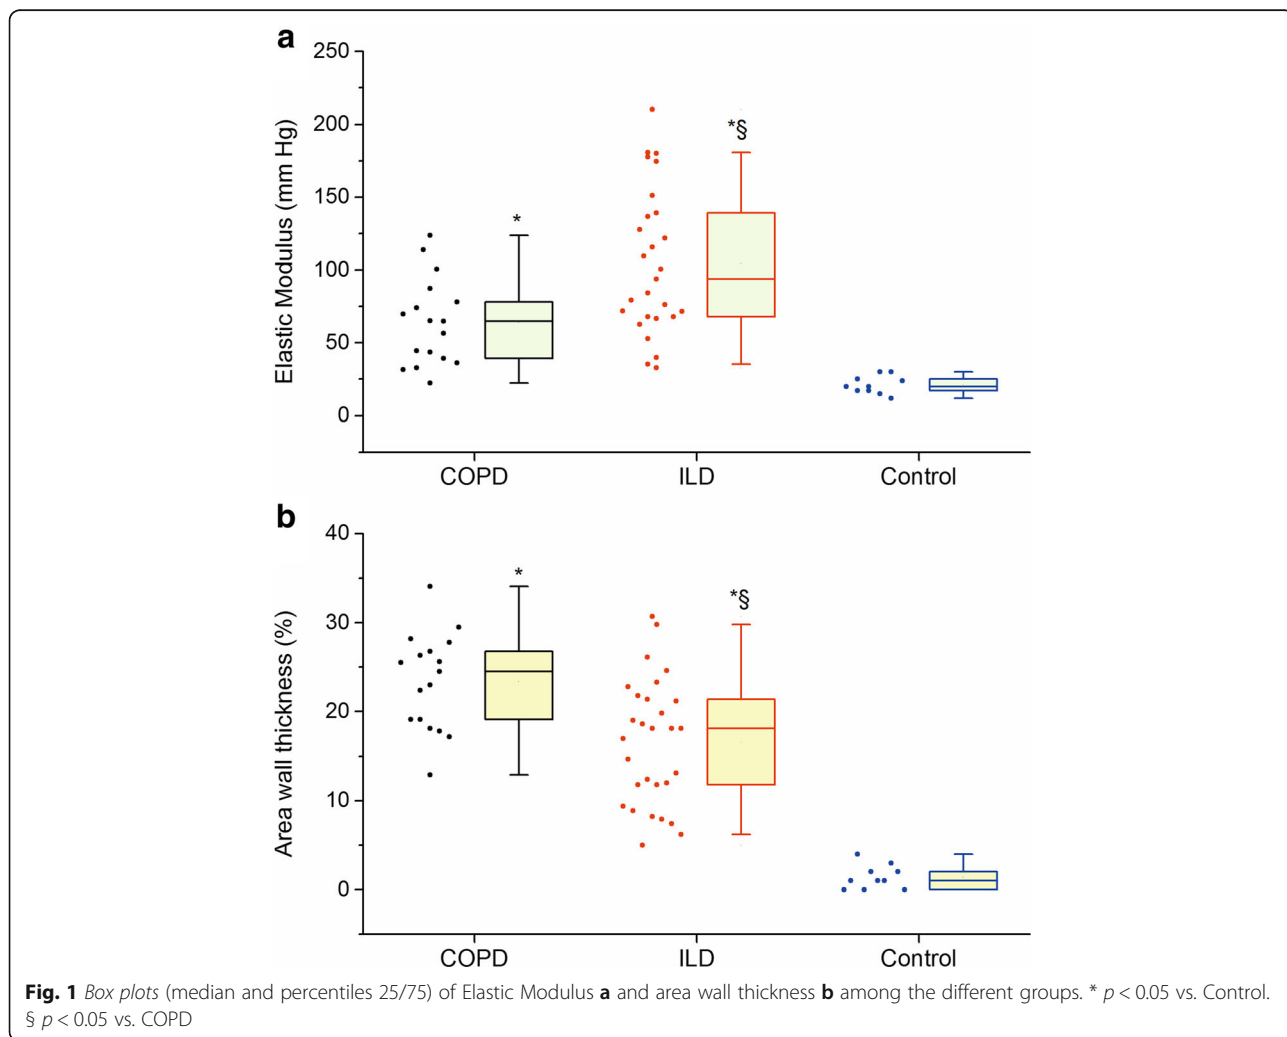 a
250
200
150
100
50
0
Elastic Modulus (mm Hg)
*
*§
COPD ILD Control
b
40
30
20
10
0
Area wall thickness (%)
*
*§
COPD ILD Control
Fig. 1 Box plots (median and percentiles 25/75) of Elastic Modulus a and area wall thickness b among the different groups. * p < 0.05 vs. Control.
§ p < 0.05 vs. COPD